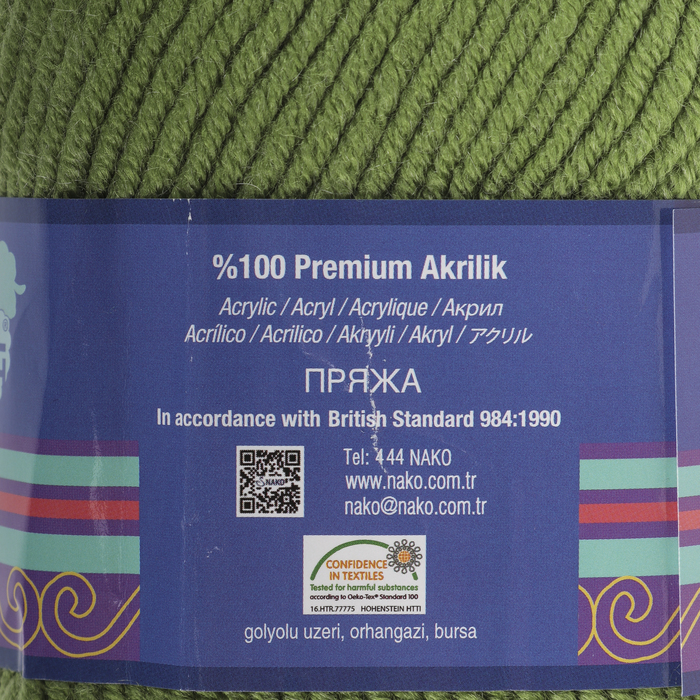 %100 Premium Akrilik
Acrylic / Acryl / Acrylique / Акрил
Acrílico / Acrilico / Akryyli / Akryl / アクリル
ПРЯЖА
In accordance with British Standard 984:1990
NAKO
Tel: 444 NAKO
www.nako.com.tr
nako@nako.com.tr
CONFIDENCE
IN TEXTILES
Tested for harmful substances
according to Oeko-Tex® Standard 100
16.HTR.77775 HOHENSTEIN HTTI
golyolu uzeri, orhangazi, bursa